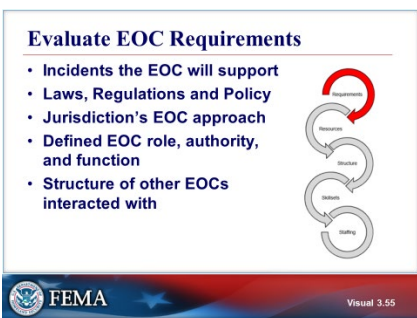 Evaluate EOC Requirements
• Incidents the EOC will support
• Laws, Regulations and Policy
• Jurisdiction's EOC approach
• Defined EOC role, authority,
and function
• Structure of other EOCs
interacted with
Requirements
Resources
Structure
Skillsets
Staffing
FEMA
Visual 3.55